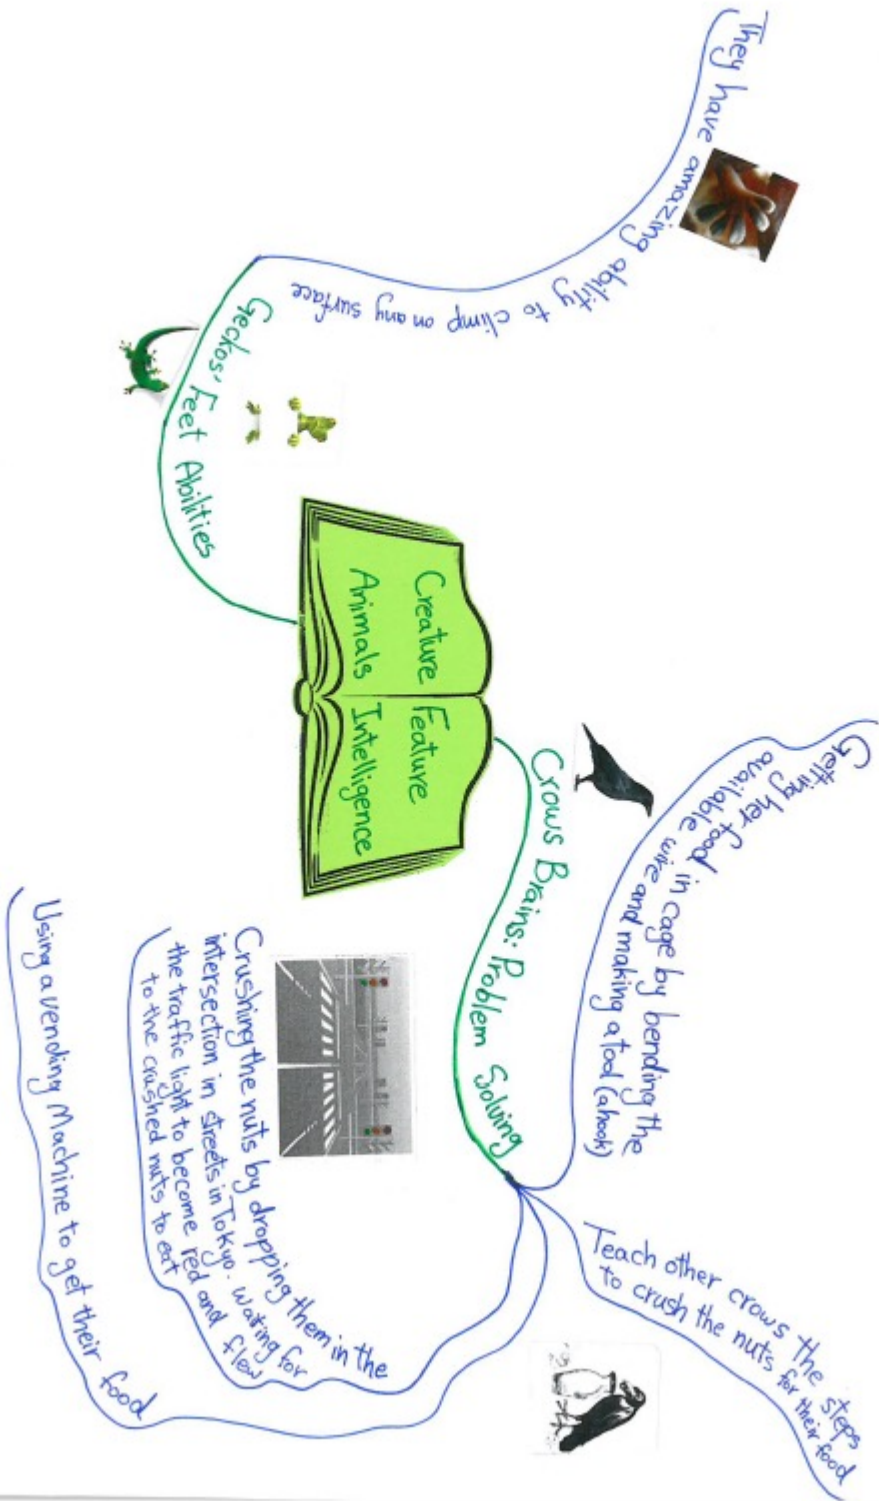 Creature Feature
Animals Intelligence
Geckos' Feet Abilities
They have amazing ability to climp on any surface
Crows Brains: Problem Solving
Getting her food in cage by bending the
available wire and making a tool (a hook)
Teach other crows the steps
to crush the nuts for their food
Crushing the nuts by dropping them in the
intersection in streets in Tokyo. waiting for
the traffic light to become red and flew
to the crushed nuts to eat
Using a vending Machine to get their food